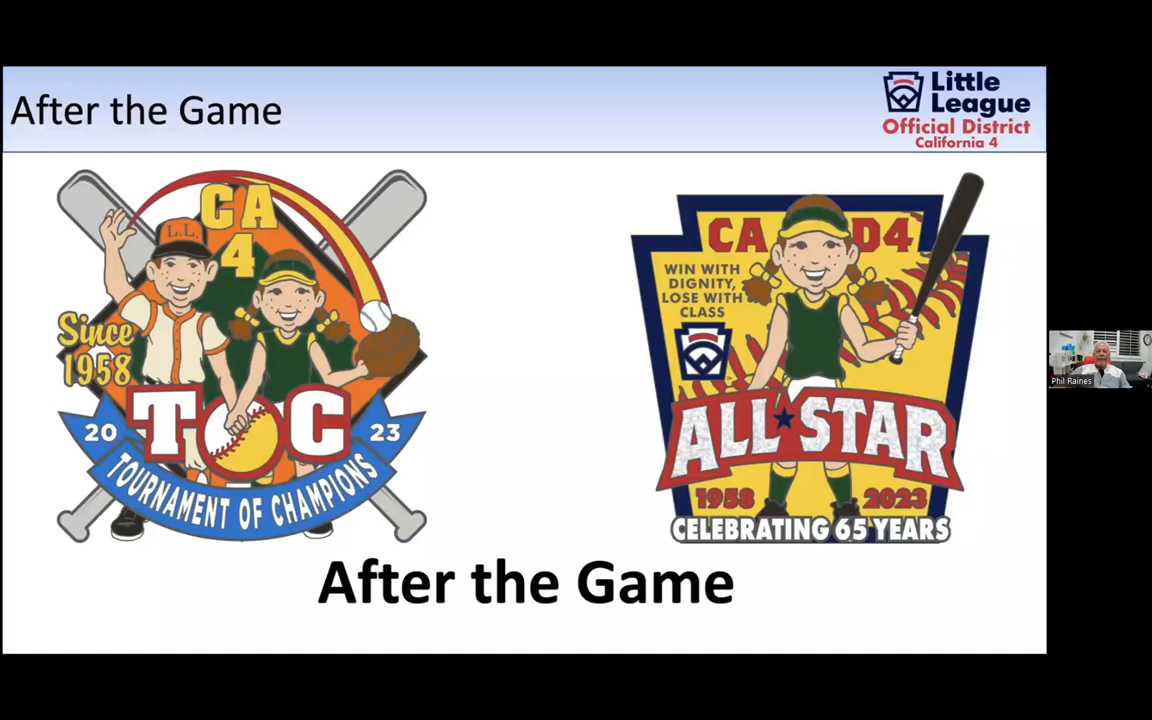 After the Game
Little
League
Official District
California 4
CA
4
L.L.
Since
1958
TOC
20 23
TOURNAMENT OF CHAMPIONS
CA D4
WIN WITH
DIGNITY,
LOSE WITH
CLASS
ALL STAR
1958 2023
CELEBRATING 65 YEARS
After the Game
Phil Raines